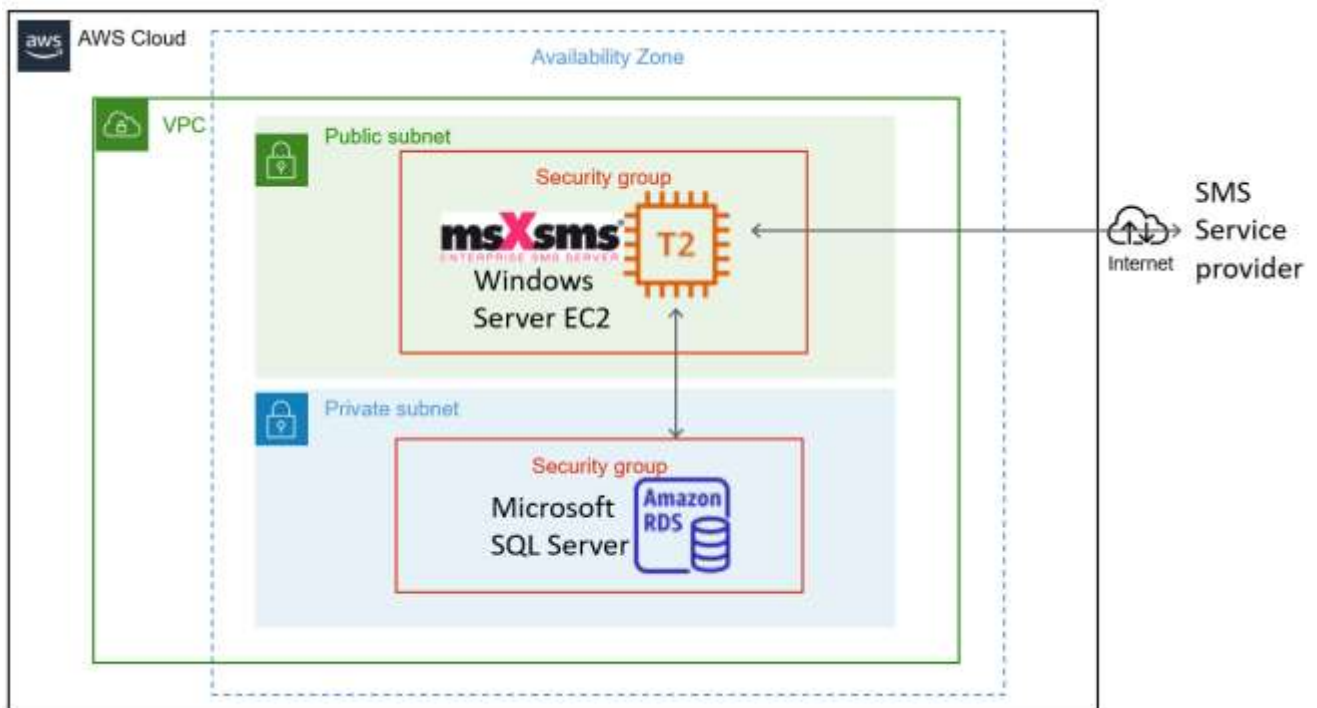 aws
AWS Cloud
Availability Zone
VPC
Public subnet
Security group
msXsms
ENTERPRISE SMS SERVER
T2
Windows
Server EC2
SMS
Service
provider
Internet
Private subnet
Security group
Microsoft
SQL Server
Amazon
RDS